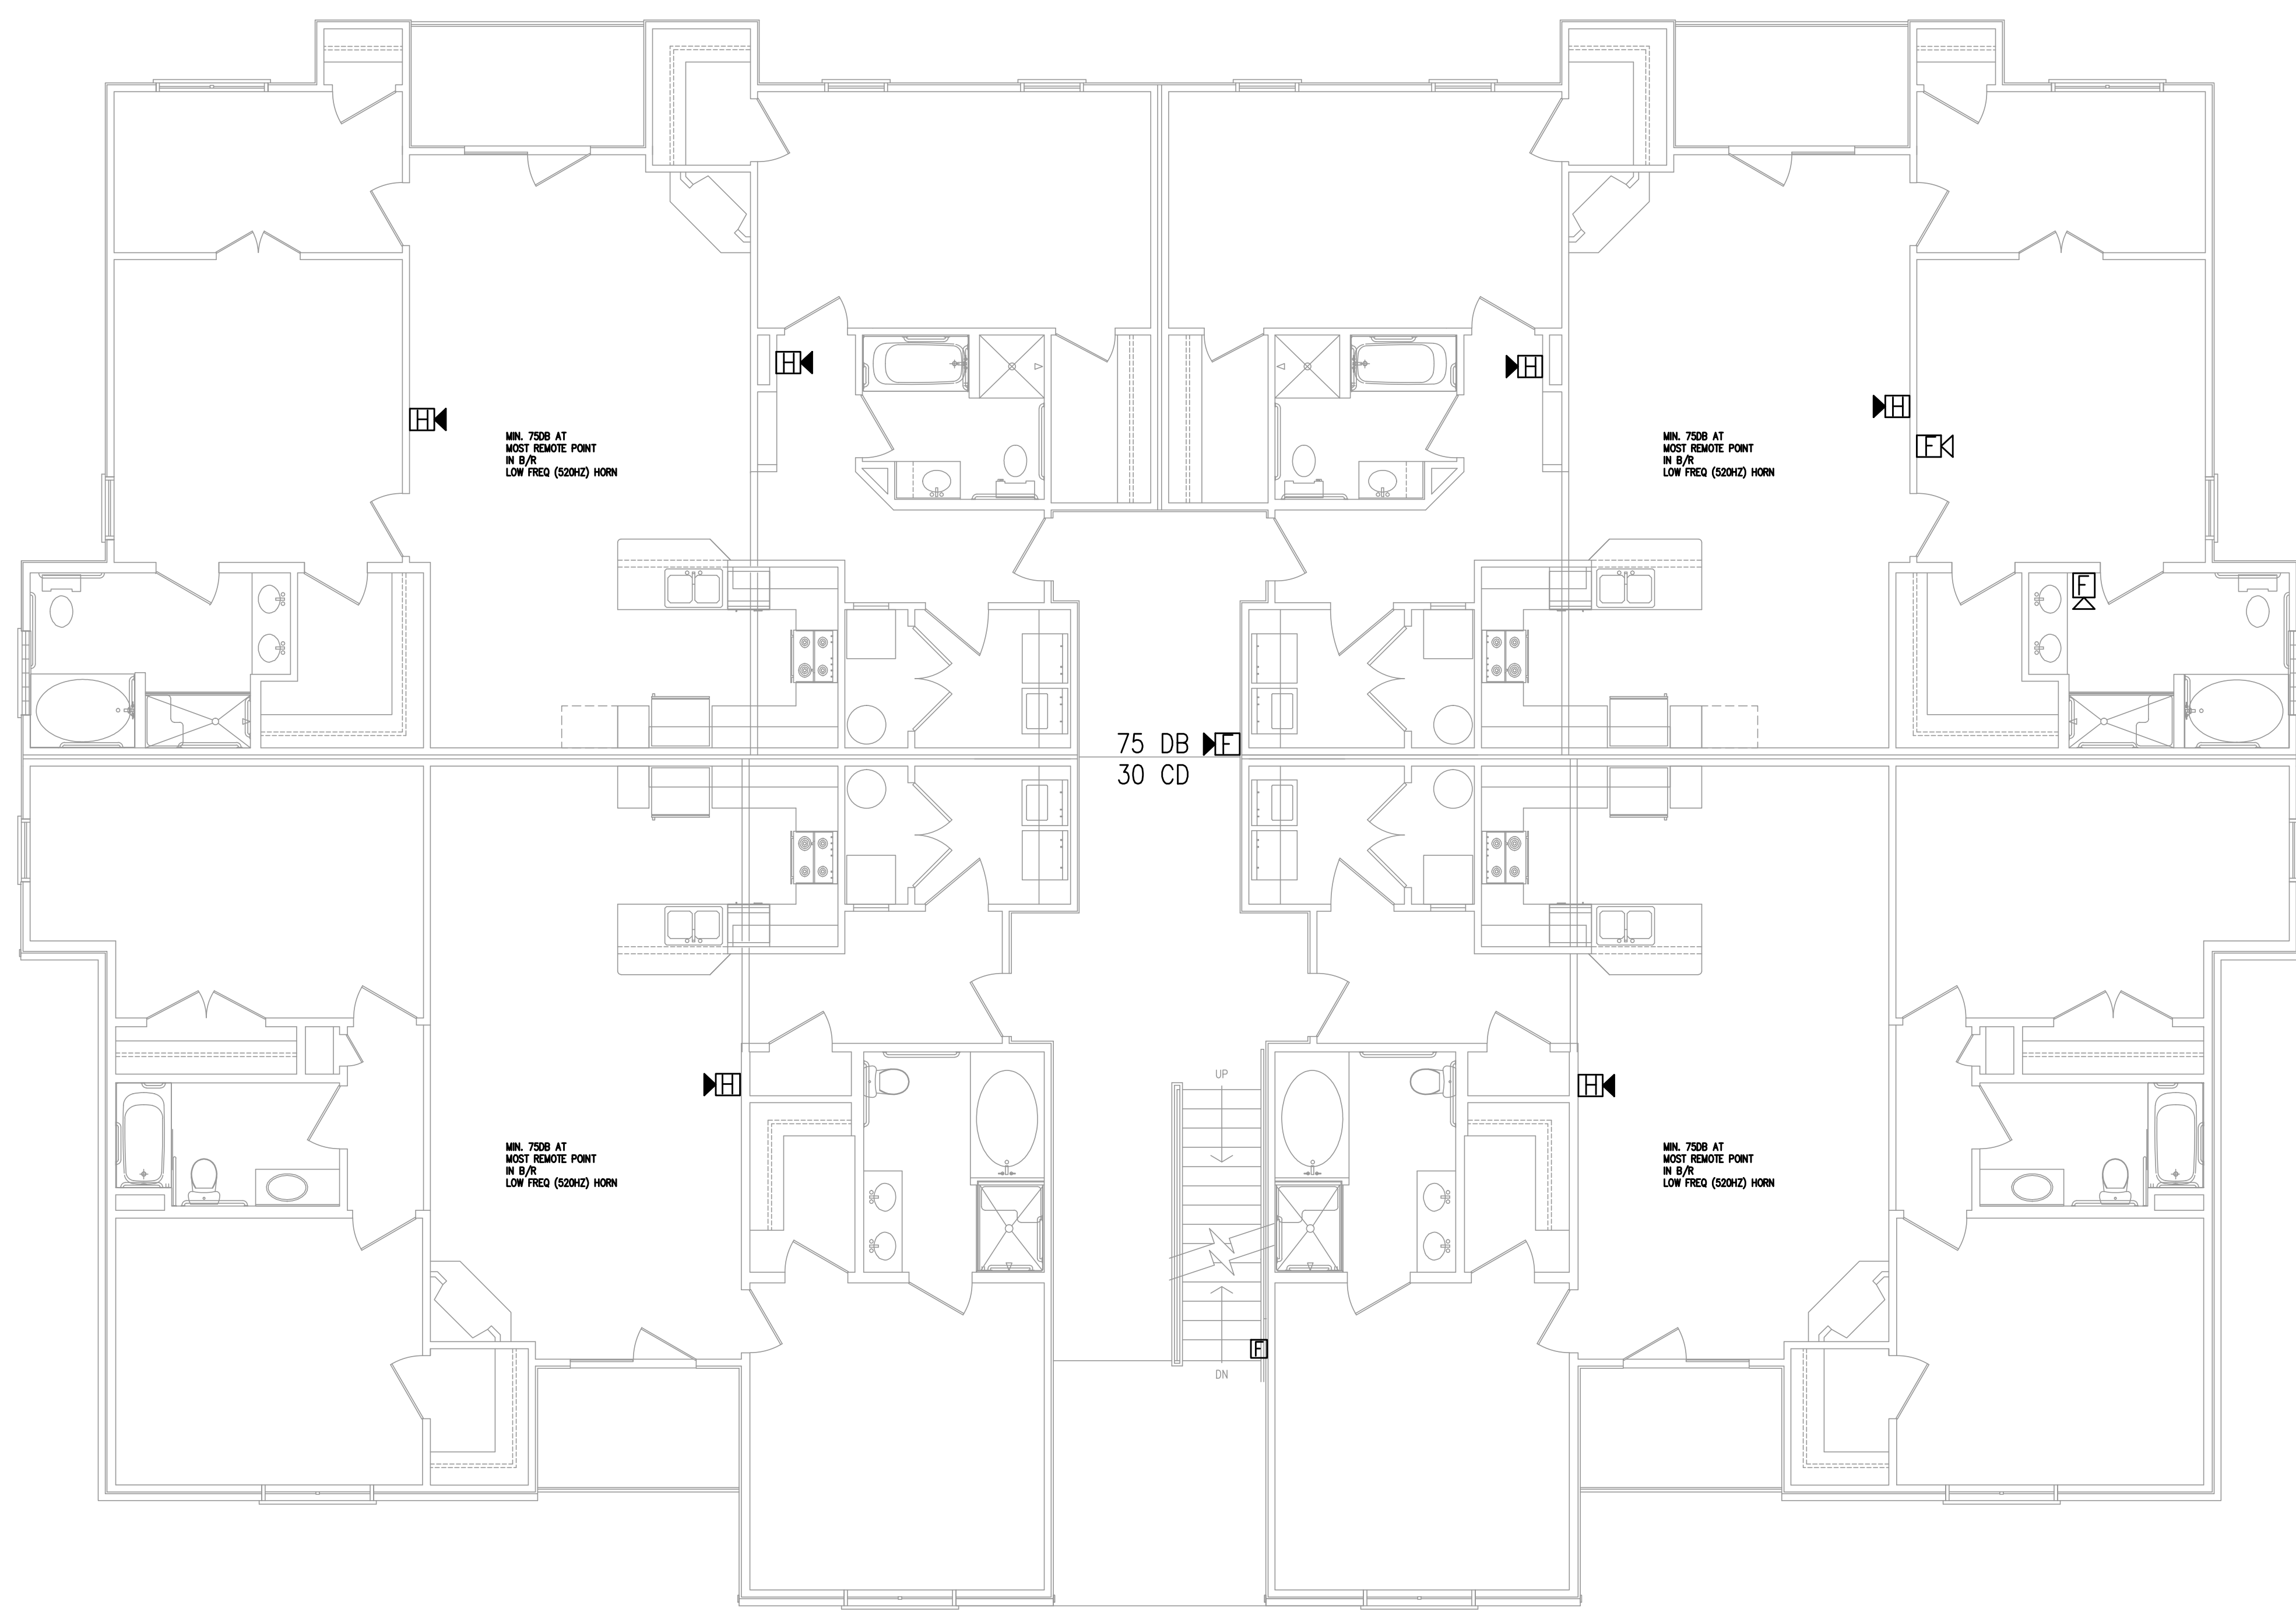 H
H
H
H
F
MIN. 75DB AT
MOST REMOTE POINT
IN B/R
LOW FREQ (520HZ) HORN
MIN. 75DB AT
MOST REMOTE POINT
IN B/R
LOW FREQ (520HZ) HORN
F
75 DB
F
30 CD
UP
H
H
MIN. 75DB AT
MOST REMOTE POINT
IN B/R
LOW FREQ (520HZ) HORN
MIN. 75DB AT
MOST REMOTE POINT
IN B/R
LOW FREQ (520HZ) HORN
F
DN